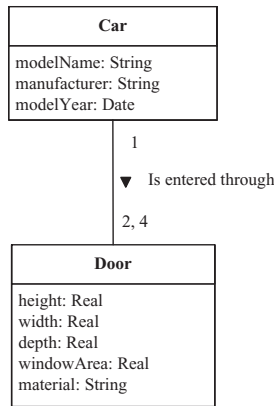 Car
modelName: String
manufacturer: String
modelYear: Date
1
Is entered through
2, 4
Door
height: Real
width: Real
depth: Real
windowArea: Real
material: String